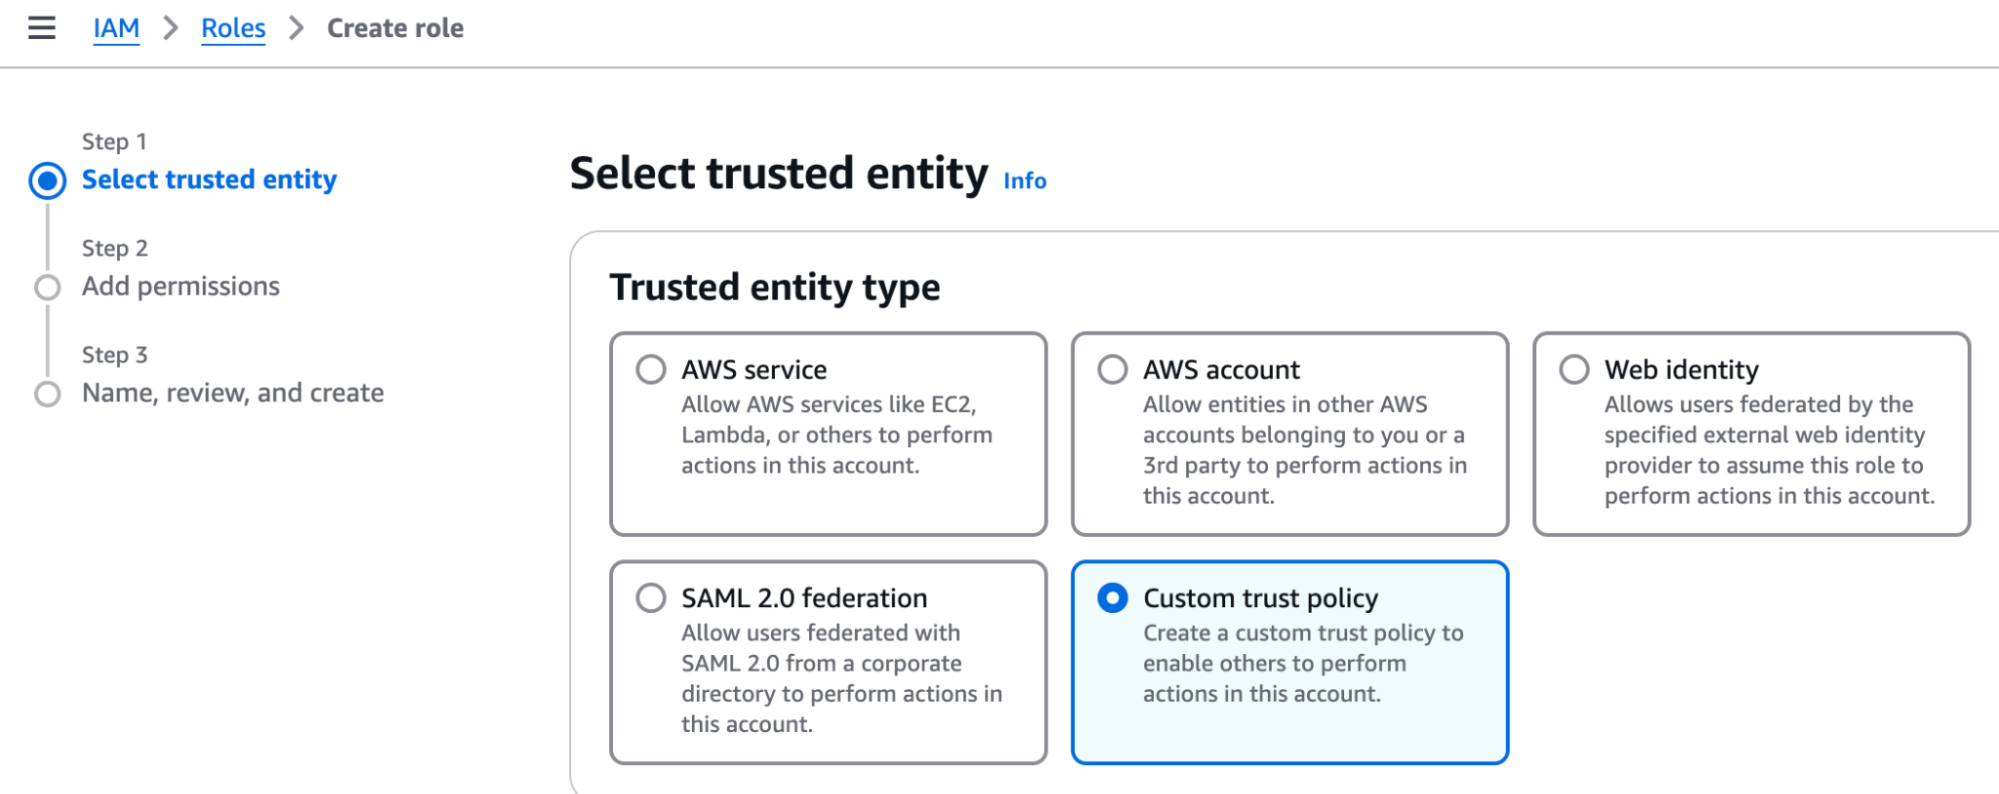 IAM > Roles > Create role
Step 1
Select trusted entity
Step 2
Add permissions
Step 3
Name, review, and create
Select trusted entity Info
Trusted entity type
AWS service
Allow AWS services like EC2,
Lambda, or others to perform
actions in this account.
AWS account
Allow entities in other AWS
accounts belonging to you or a
3rd party to perform actions in
this account.
Web identity
Allows users federated by the
specified external web identity
provider to assume this role to
perform actions in this account.
SAML 2.0 federation
Allow users federated with
SAML 2.0 from a corporate
directory to perform actions in
this account.
Custom trust policy
Create a custom trust policy to
enable others to perform
actions in this account.